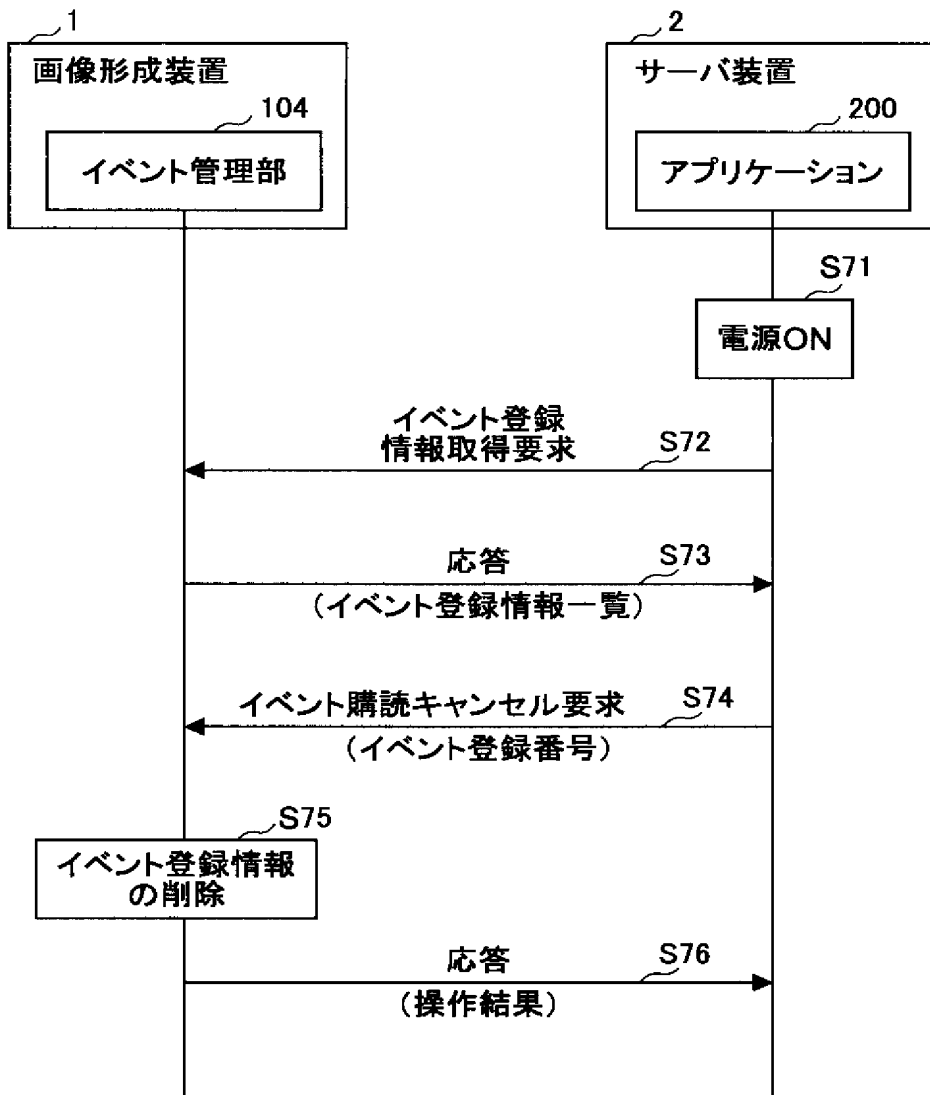 1
画像形成装置
104
イベント管理部
2
サーバ装置
200
アプリケーション
S71
電源ON
イベント登録
情報取得要求
S72
応答
S73
(イベント登録情報一覧)
イベント購読キャンセル要求
S74
(イベント登録番号)
S75
イベント登録情報
の削除
応答
S76
(操作結果)